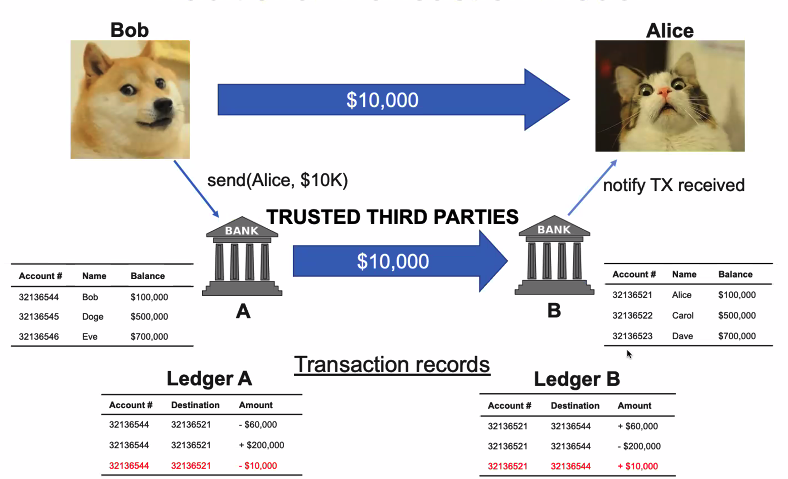 Bob
Alice
$10,000
send(Alice, $10K)
notify TX received
TRUSTED THIRD PARTIES
BANK
BANK
$10,000
A
B
Account # Name Balance
32136544 Bob $100,000
32136545 Doge $500,000
32136546 Eve $700,000
Account # Name Balance
32136521 Alice $100,000
32136522 Carol $500,000
32136523 Dave $700,000
Transaction records
Ledger A
Account # Destination Amount
32136544 32136521 - $60,000
32136544 32136521 + $200,000
32136544 32136521 - $10,000
Ledger B
Account # Destination Amount
32136521 32136544 + $60,000
32136521 32136544 - $200,000
32136521 32136544 + $10,000